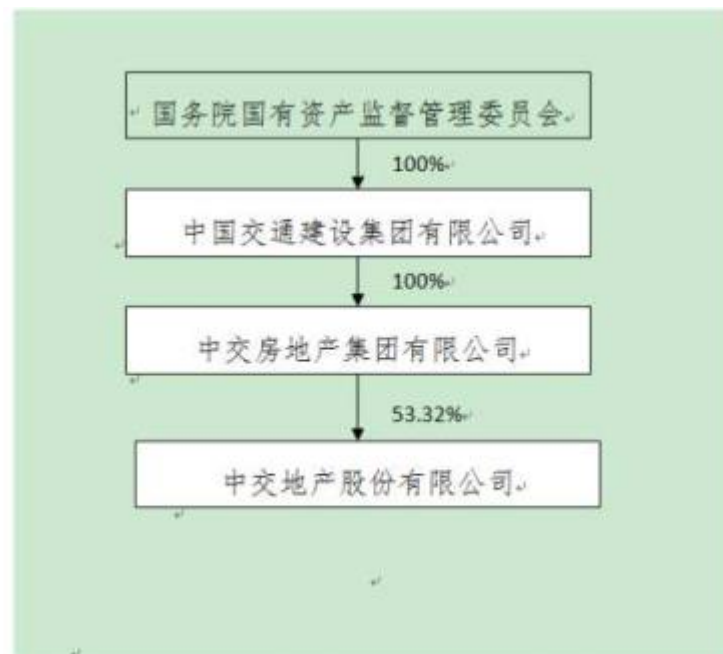 国务院国有资产监督管理委员会
100%
中国交通建设集团有限公司
100%
中交房地产集团有限公司
53.32%
中交地产股份有限公司